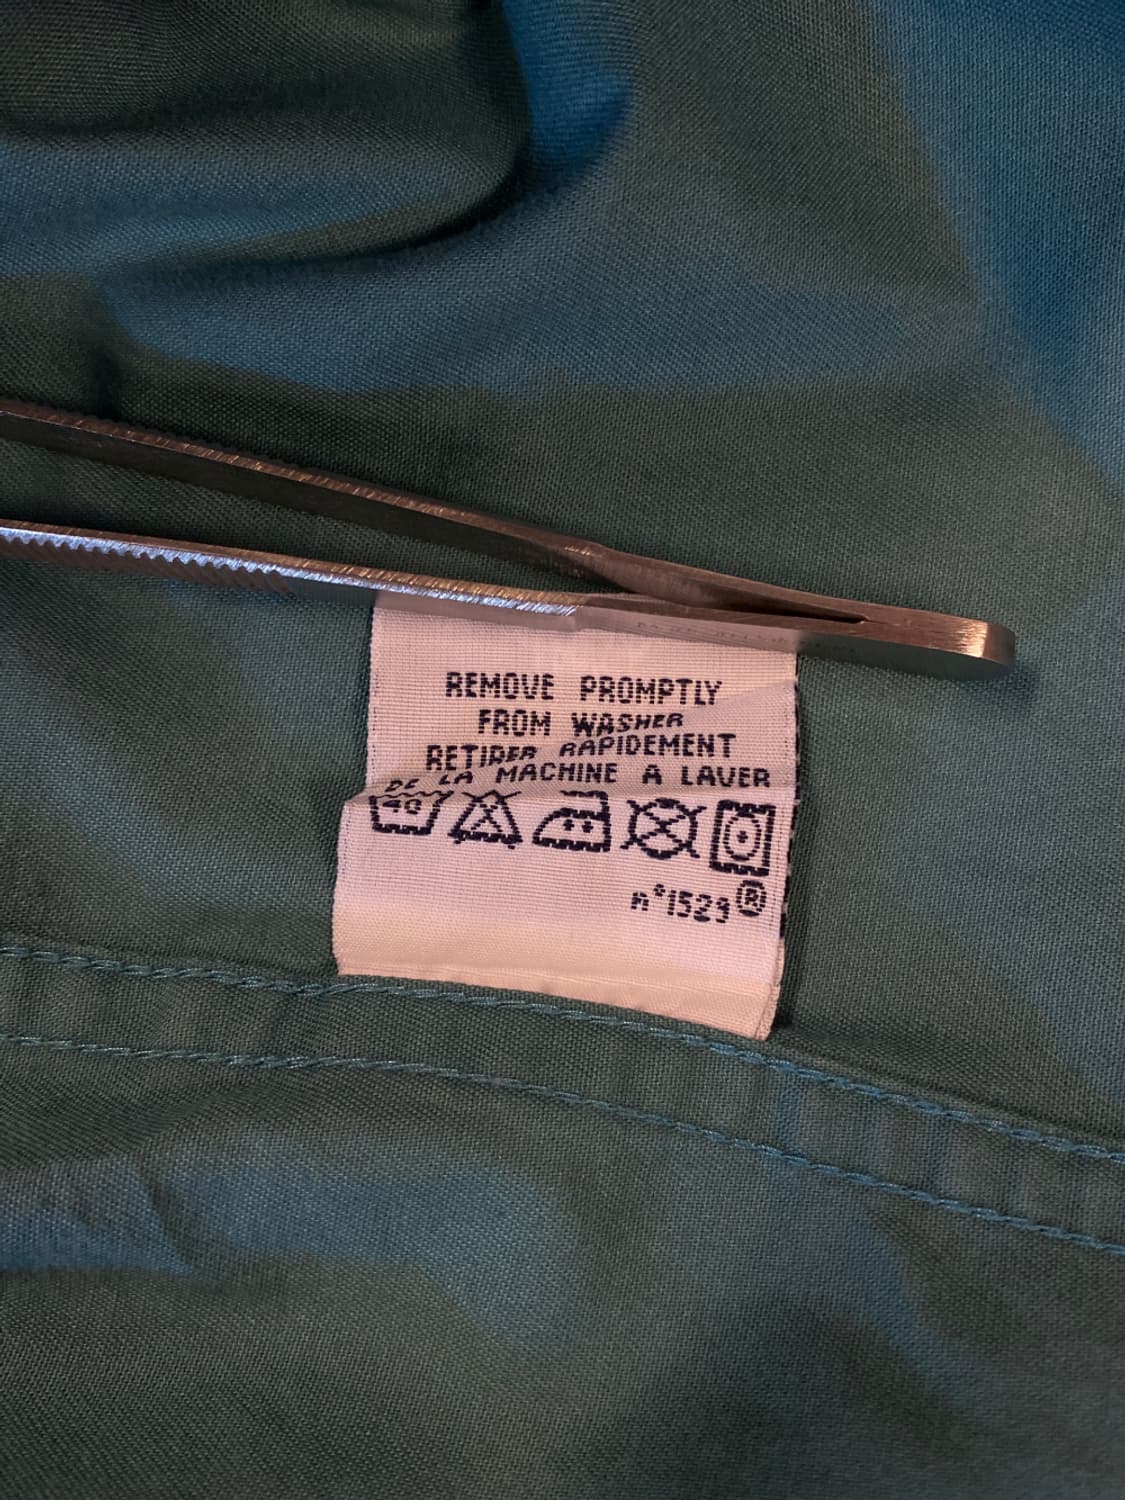 REMOVE PROMPTLY
FROM WASHER
RETIRER RAPIDEMENT
DE LA MACHINE A LAVER
40
n°1529®